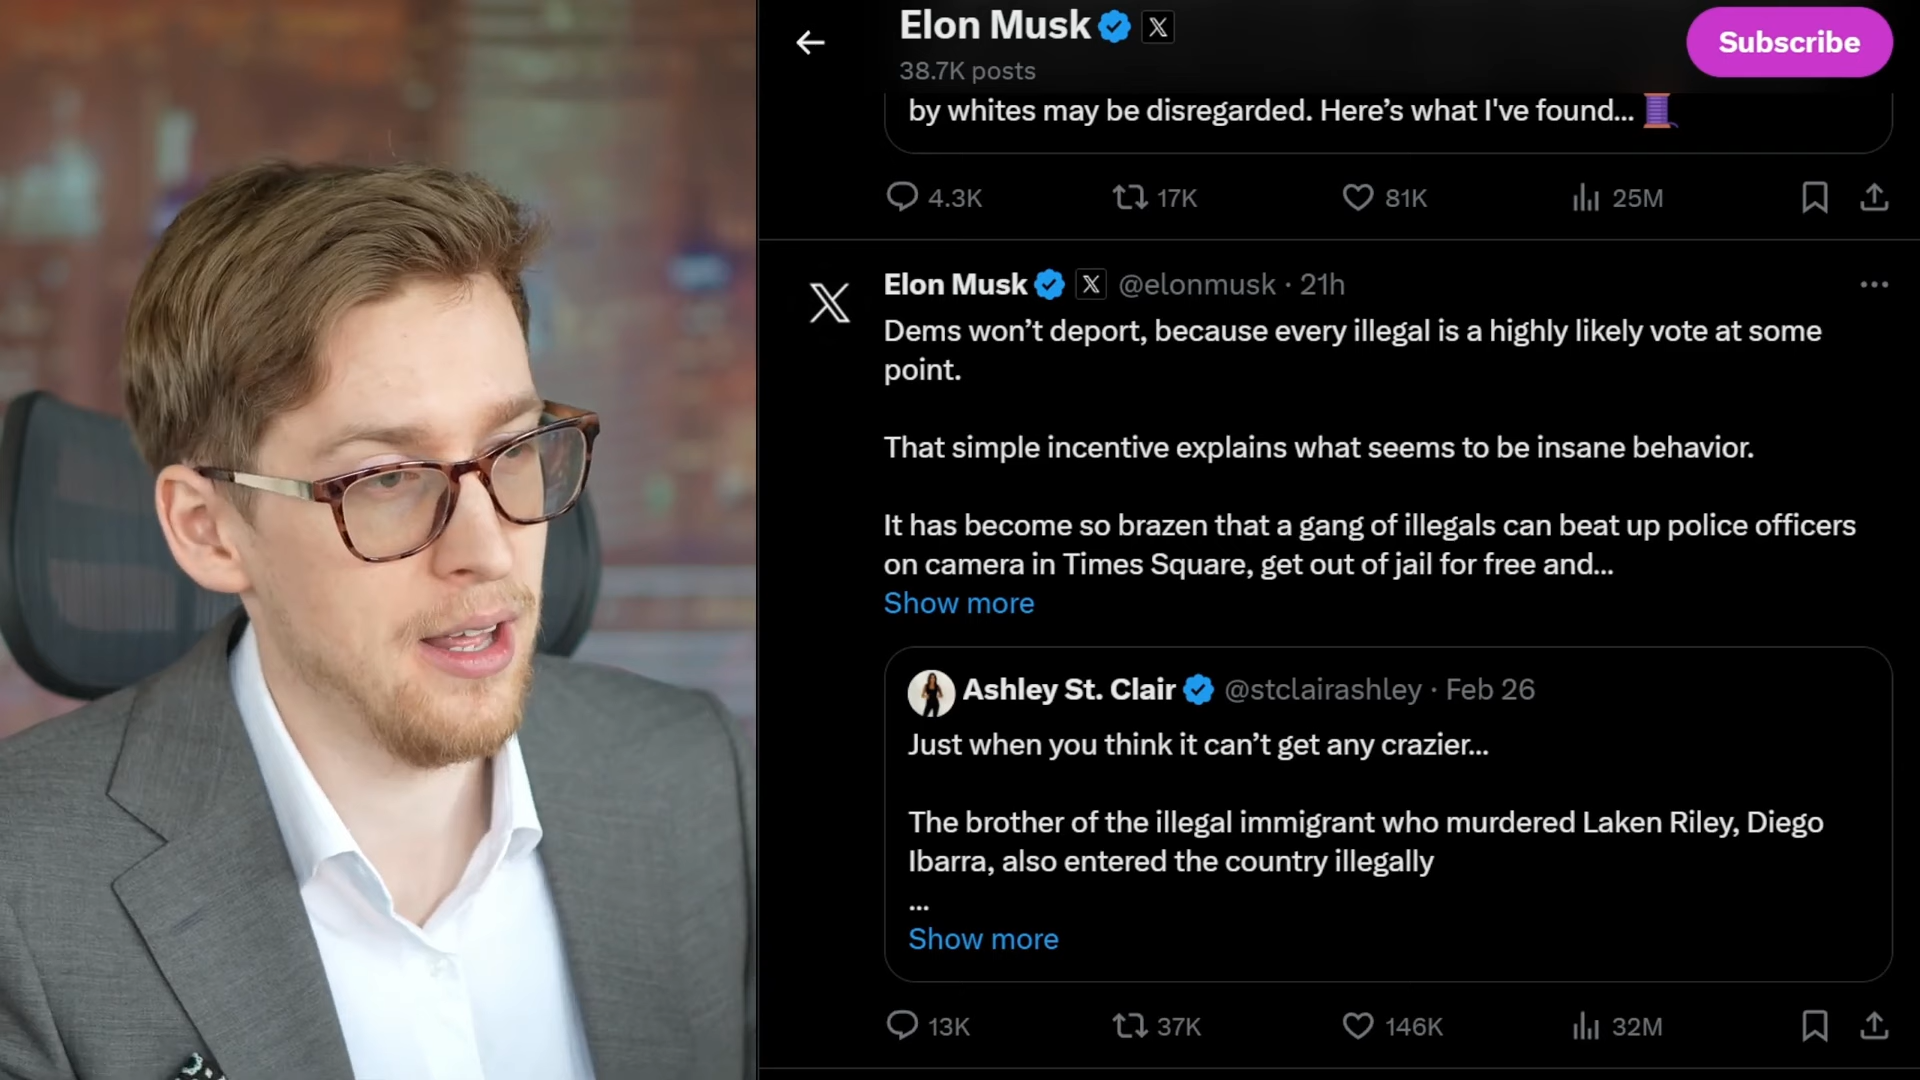 Elon Musk
38.7K posts
Subscribe
by whites may be disregarded. Here’s what I've found...
4.3K 17K 81K 25M
Elon Musk @elonmusk · 21h
Dems won’t deport, because every illegal is a highly likely vote at some
point.
That simple incentive explains what seems to be insane behavior.
It has become so brazen that a gang of illegals can beat up police officers
on camera in Times Square, get out of jail for free and...
Show more
Ashley St. Clair @stclairashley · Feb 26
Just when you think it can’t get any crazier...
The brother of the illegal immigrant who murdered Laken Riley, Diego
Ibarra, also entered the country illegally
...
Show more
13K 37K 146K 32M